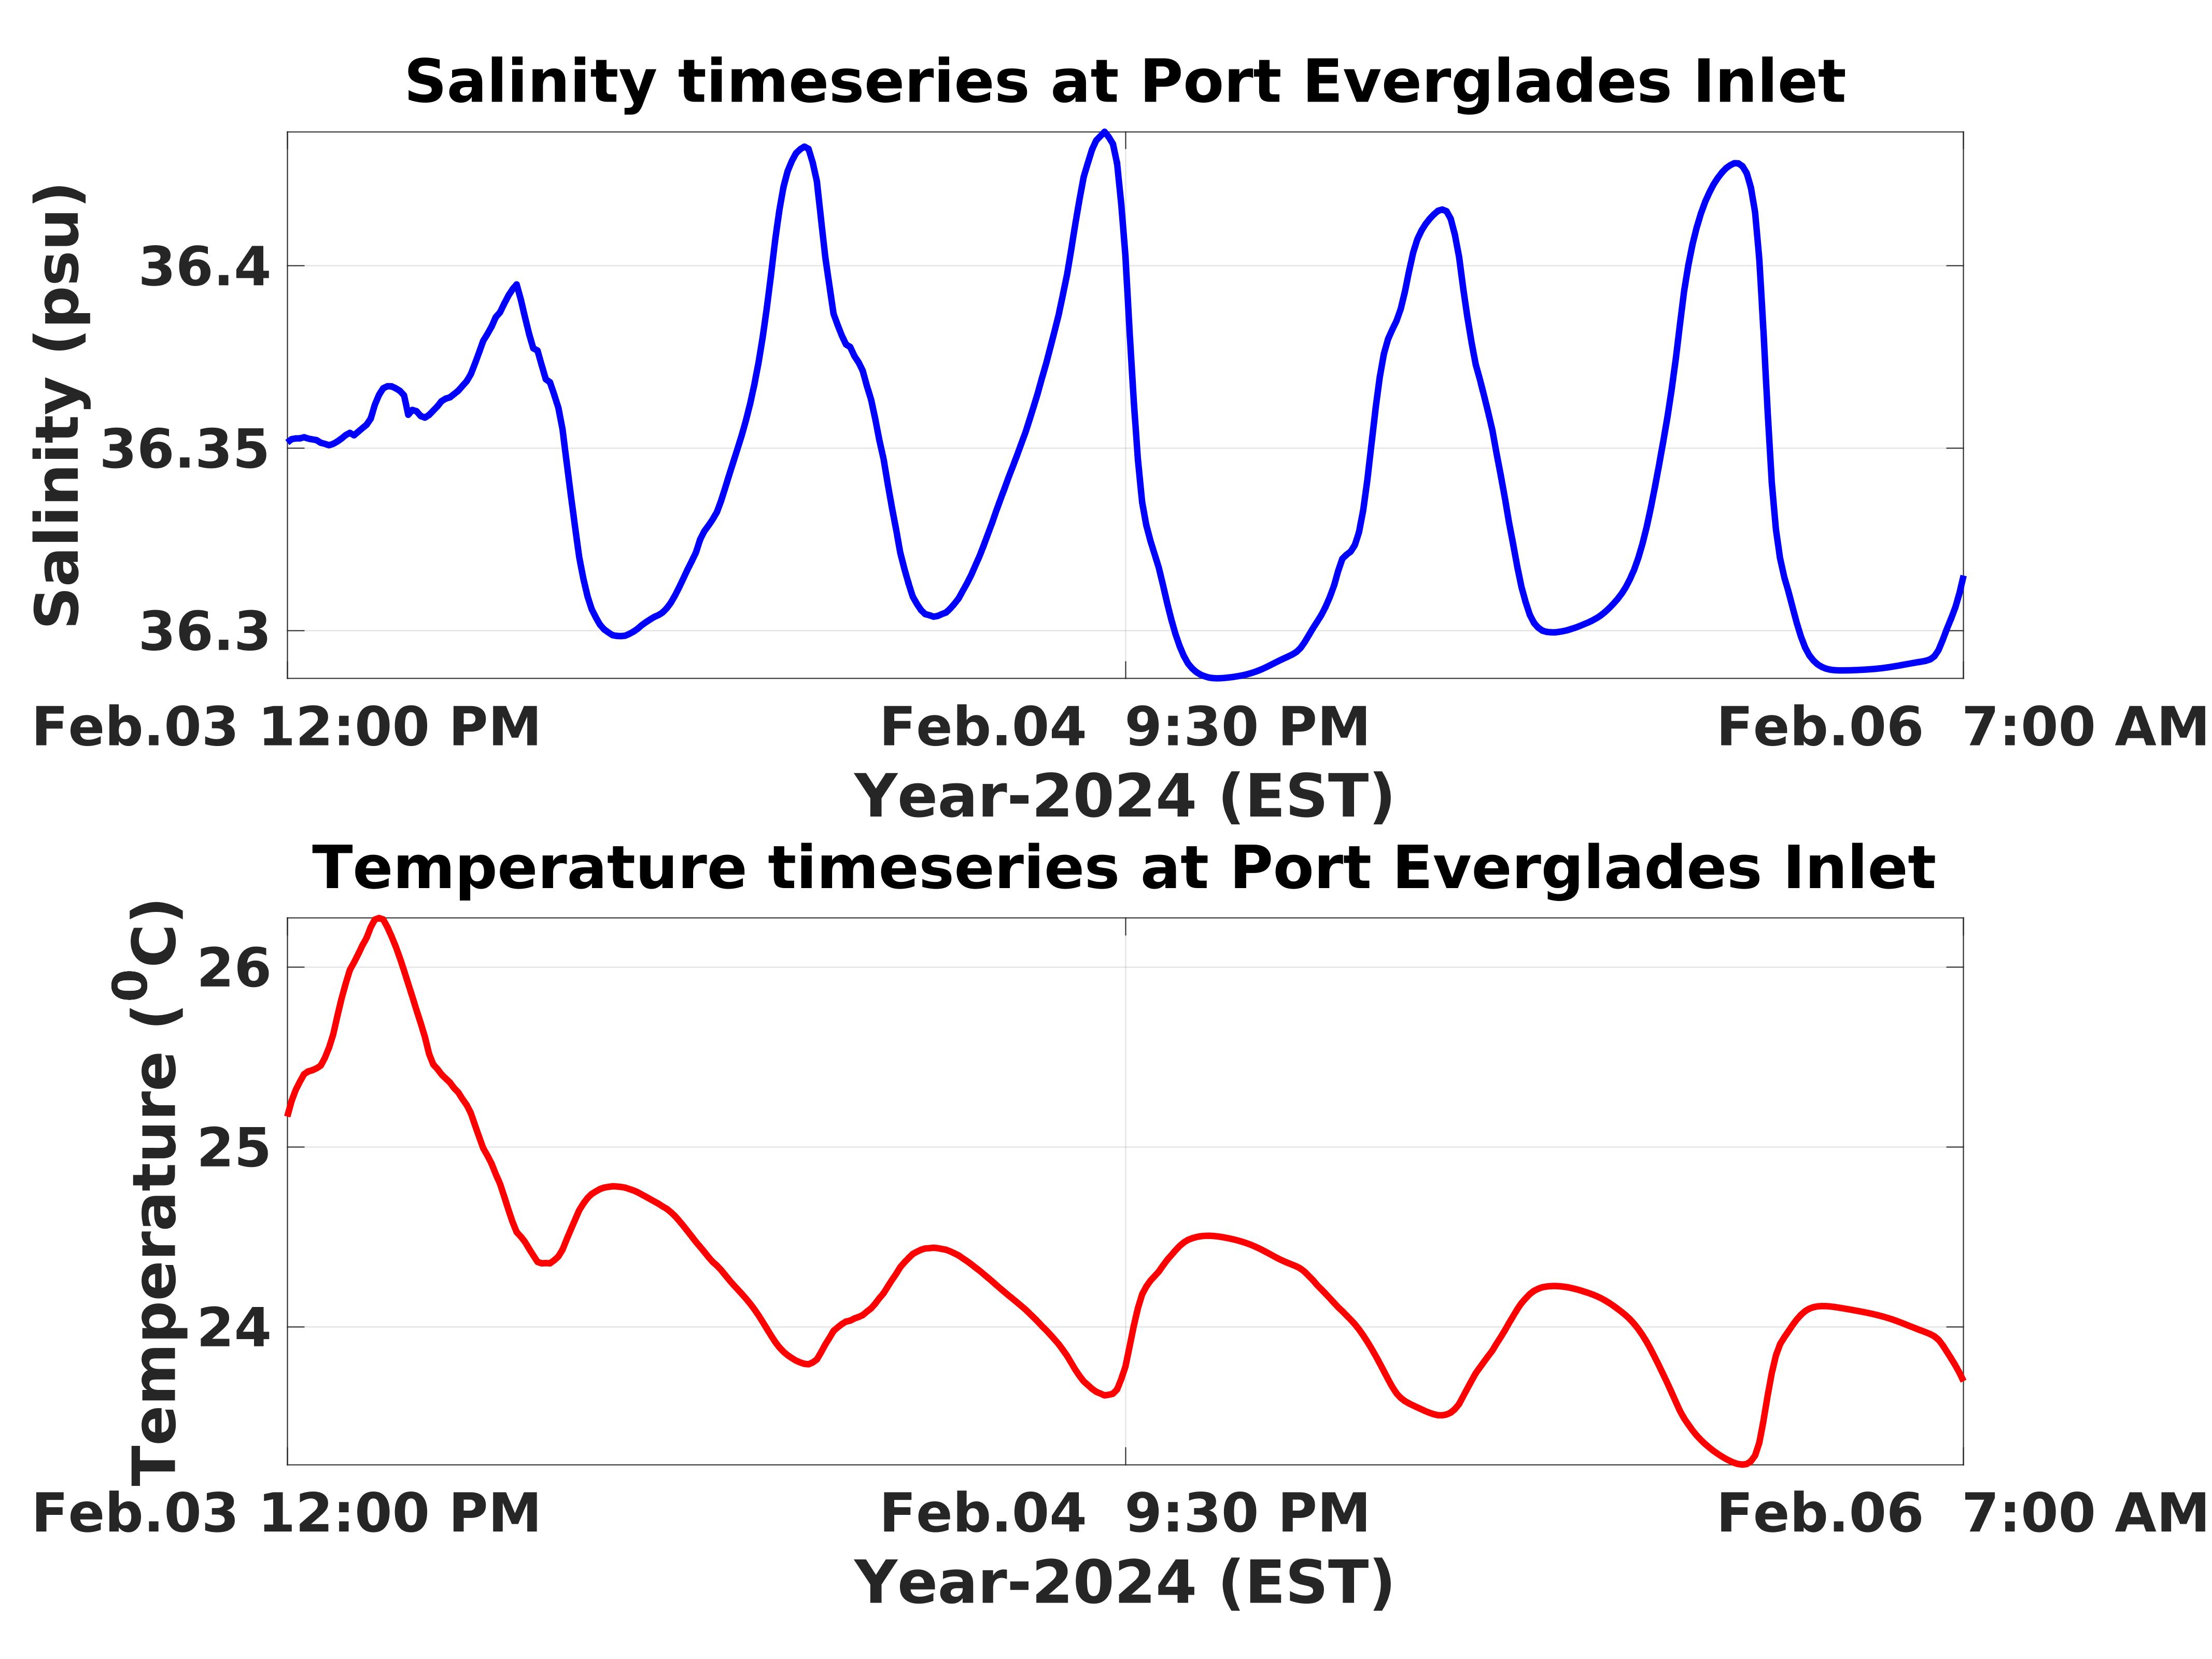 Salinity timeseries at Port Everglades Inlet
Salinity (psu)
36.4
36.35
36.3
Feb.03 12:00 PM
Feb.04 9:30 PM
Feb.06 7:00 AM
Year-2024 (EST)
Temperature timeseries at Port Everglades Inlet
Temperature (⁰C)
26
25
24
Feb.03 12:00 PM
Feb.04 9:30 PM
Feb.06 7:00 AM
Year-2024 (EST)